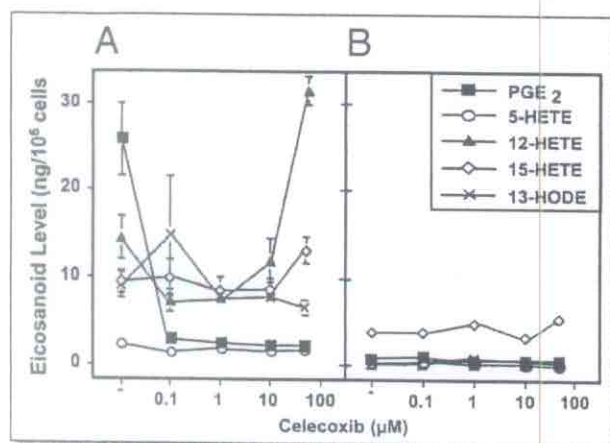 A
B
Eicosanoid Level (ng/10⁶ cells)
30
20
10
0
PGE 2
5-HETE
12-HETE
15-HETE
13-HODE
- 0.1 1 10 100
- 0.1 1 10 100
Celecoxib (µM)